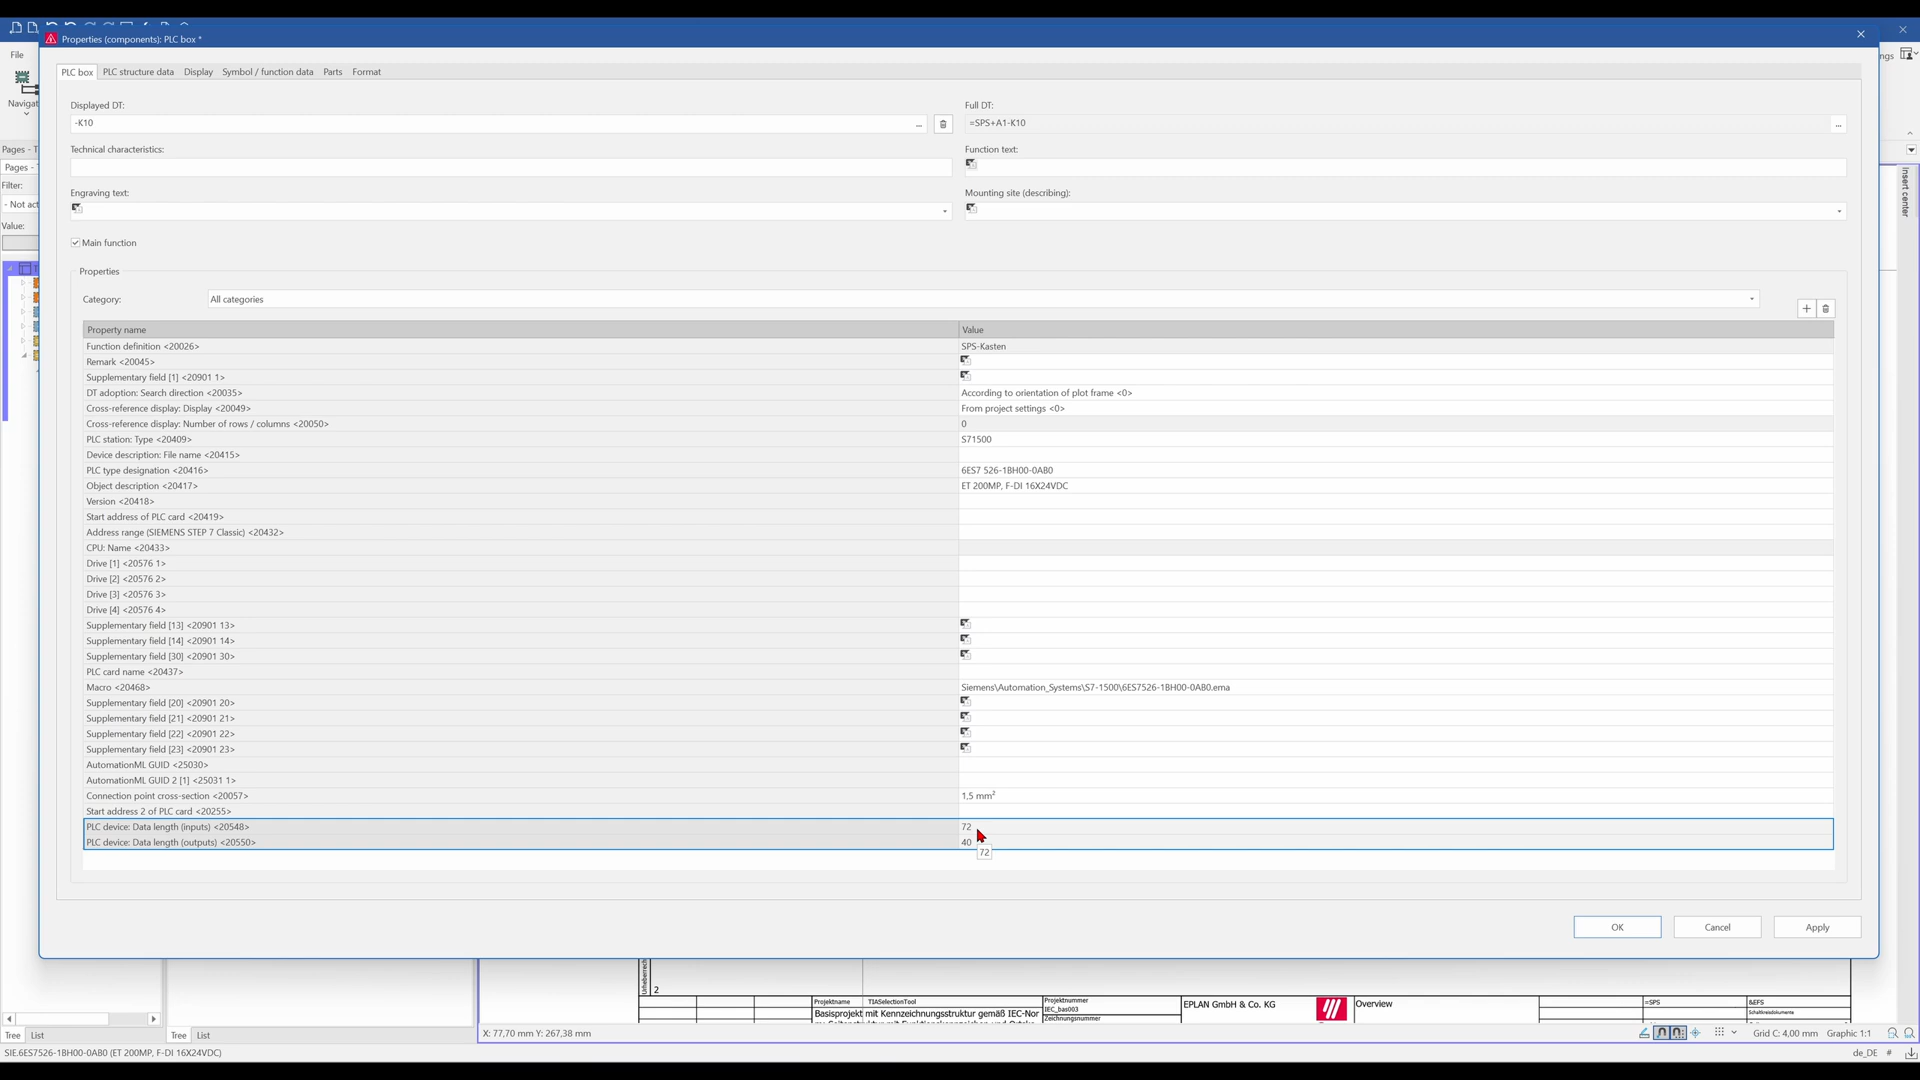 Properties (components): PLC box *
File
ngs
Navigat
Pages - T
Pages - T
Filter:
- Not act
Value:
Insert center
PLC box PLC structure data Display Symbol / function data Parts Format
Displayed DT: Full DT:
-K10 ... =SPS+A1-K10 ...
Technical characteristics: Function text:
Engraving text: Mounting site (describing):
Main function
Properties
Category: All categories
Property name Value
Function definition <20026> SPS-Kasten
Remark <20045>
Supplementary field [1] <20901 1>
DT adoption: Search direction <20035> According to orientation of plot frame <0>
Cross-reference display: Display <20049> From project settings <0>
Cross-reference display: Number of rows / columns <20050> 0
PLC station: Type <20409> S71500
Device description: File name <20415>
PLC type designation <20416> 6ES7 526-1BH00-0AB0
Object description <20417> ET 200MP, F-DI 16X24VDC
Version <20418>
Start address of PLC card <20419>
Address range (SIEMENS STEP 7 Classic) <20432>
CPU: Name <20433>
Drive [1] <20576 1>
Drive [2] <20576 2>
Drive [3] <20576 3>
Drive [4] <20576 4>
Supplementary field [13] <20901 13>
Supplementary field [14] <20901 14>
Supplementary field [30] <20901 30>
PLC card name <20437>
Macro <20468> Siemens\Automation_Systems\S7-1500\6ES7526-1BH00-0AB0.ema
Supplementary field [20] <20901 20>
Supplementary field [21] <20901 21>
Supplementary field [22] <20901 22>
Supplementary field [23] <20901 23>
AutomationML GUID <25030>
AutomationML GUID 2 [1] <25031 1>
Connection point cross-section <20057> 1,5 mm²
Start address 2 of PLC card <20255>
PLC device: Data length (inputs) <20548> 72
PLC device: Data length (outputs) <20550> 40
72
OK Cancel Apply
2
Projektname TIASelectionTool Projektnummer EPLAN GmbH & Co. KG Overview =SPS &EFS
IEC_bas003
Basisprojekt mit Kennzeichnungsstruktur gemäß IEC-Nor Schaltkreisdokumente
Zeichnungsnummer
Tree List Tree List X: 77,70 mm Y: 267,38 mm Grid C: 4,00 mm Graphic 1:1
SIE.6ES7526-1BH00-0AB0 (ET 200MP, F-DI 16X24VDC) de_DE #